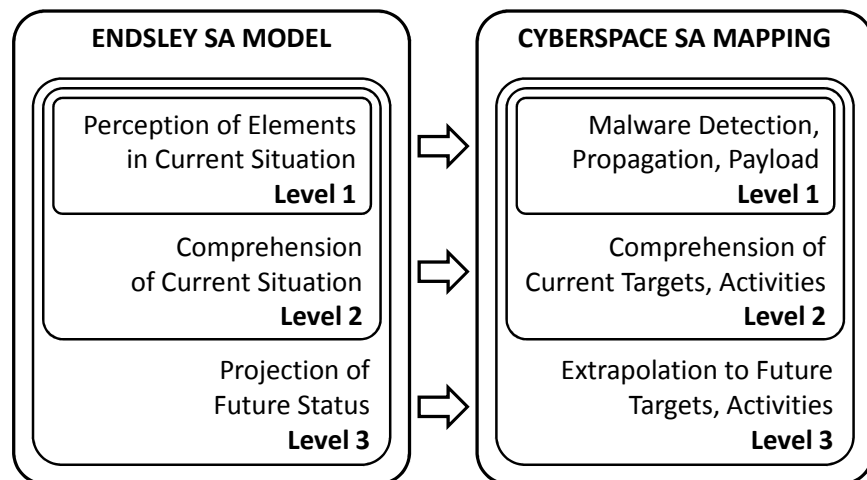 ENDSLEY SA MODEL
Perception of Elements
in Current Situation
Level 1
Comprehension
of Current Situation
Level 2
Projection of
Future Status
Level 3
CYBERSPACE SA MAPPING
Malware Detection,
Propagation, Payload
Level 1
Comprehension of
Current Targets, Activities
Level 2
Extrapolation to Future
Targets, Activities
Level 3